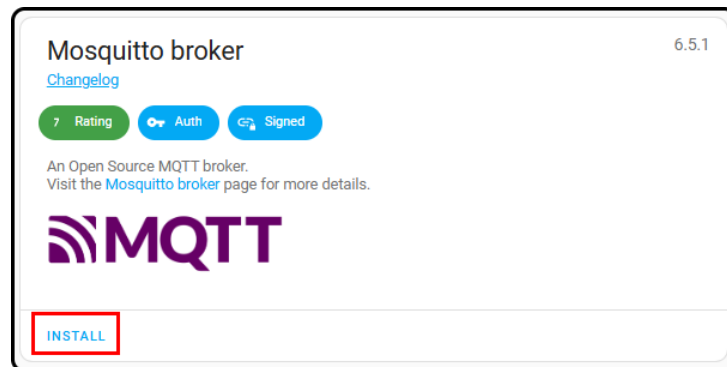 Mosquitto broker
6.5.1
Changelog
7 Rating Auth Signed
An Open Source MQTT broker.
Visit the Mosquitto broker page for more details.
MQTT
INSTALL